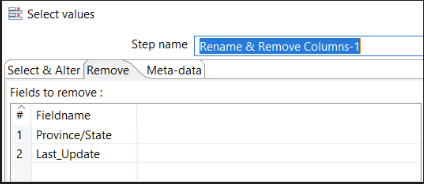 Select values
Step name Rename & Remove Columns-1
Select & Alter Remove Meta-data
Fields to remove :
# Fieldname
1 Province/State
2 Last_Update